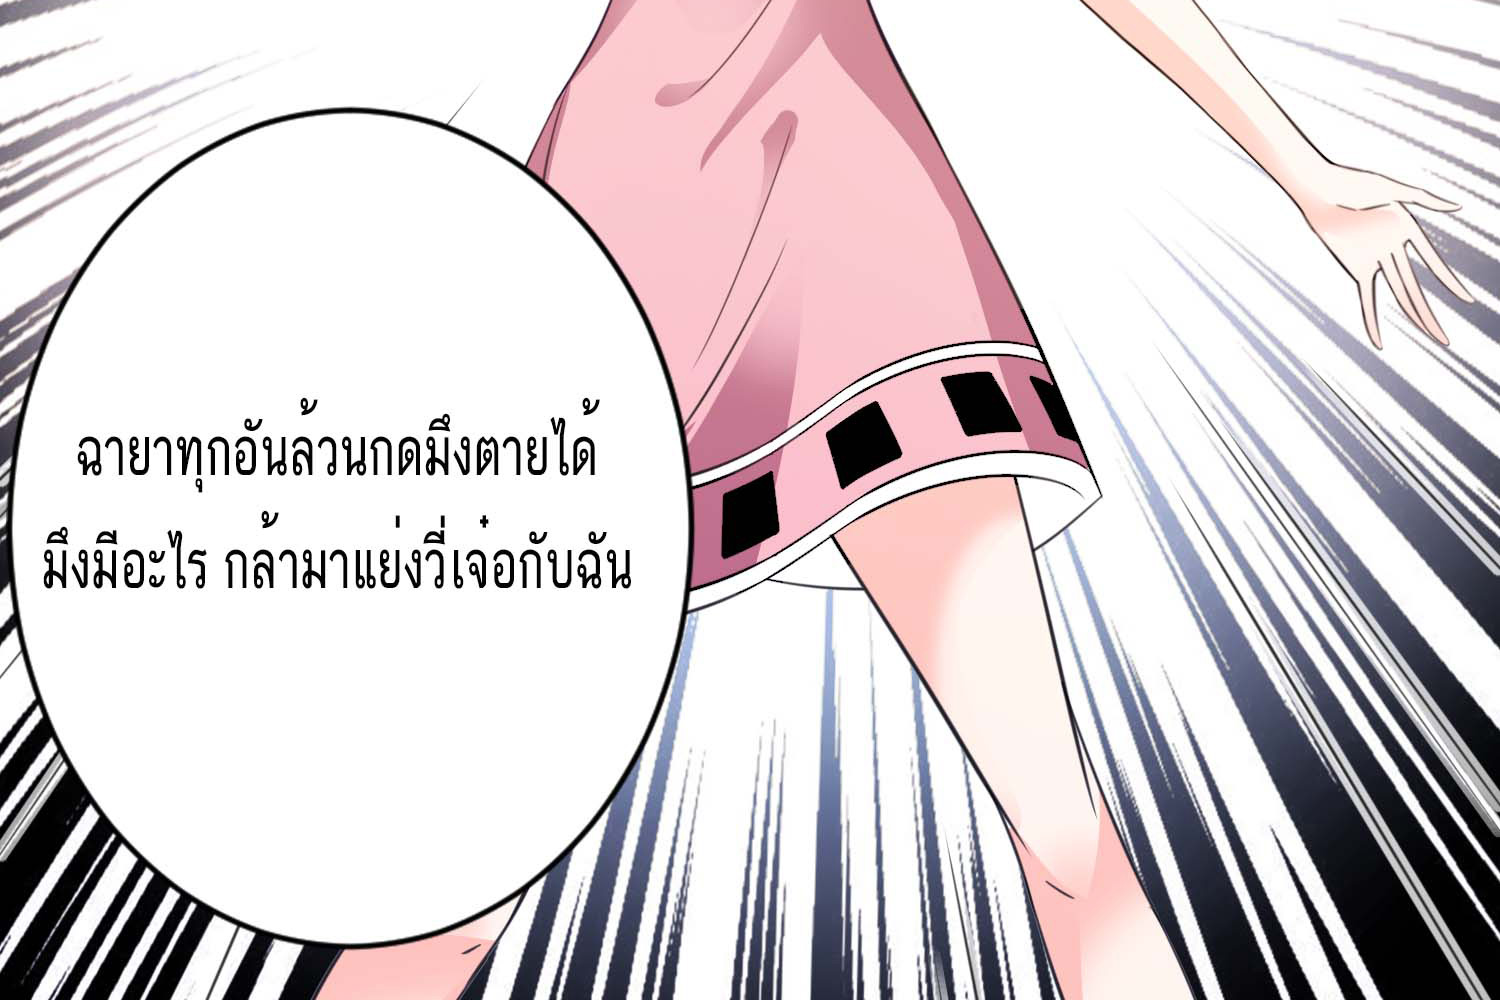 ฉายาทุกอันล้วนกดมึงตายได้
มึงมีอะไร กล้ามาแย่งวี่เจ๋อกับฉัน